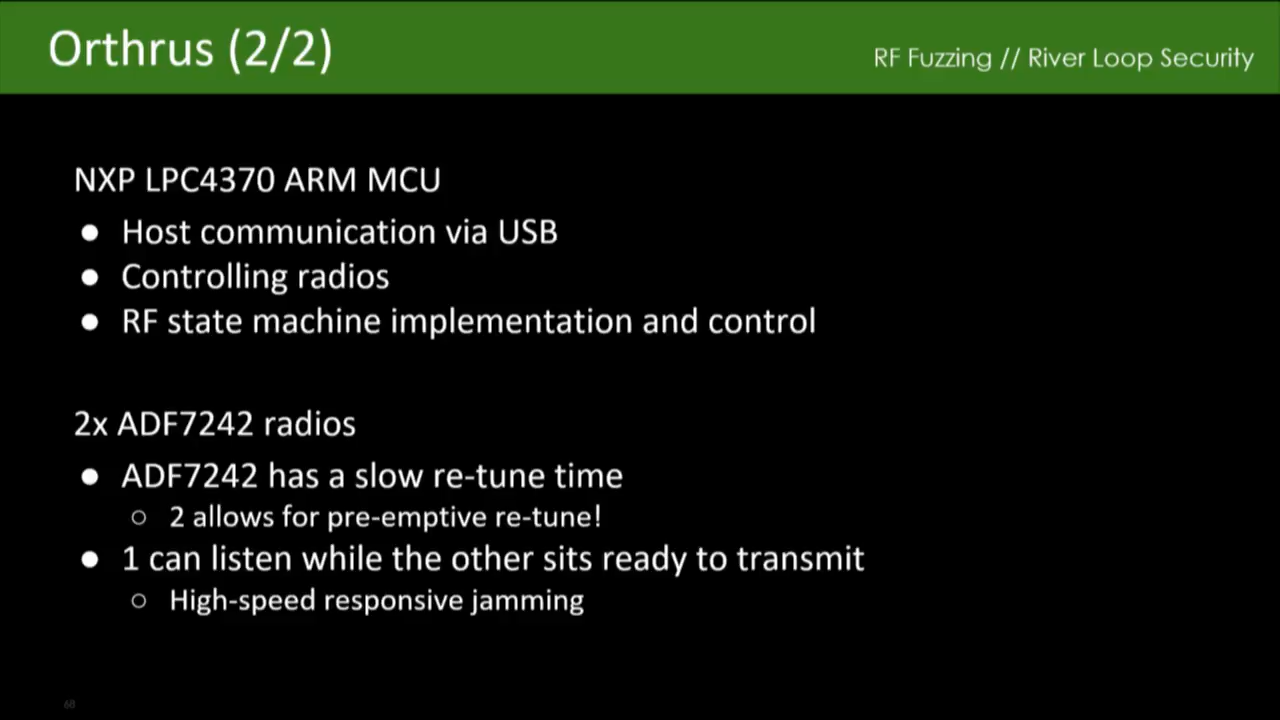 Orthrus (2/2)
RF Fuzzing // River Loop Security
NXP LPC4370 ARM MCU
● Host communication via USB
● Controlling radios
● RF state machine implementation and control
2x ADF7242 radios
● ADF7242 has a slow re-tune time
○ 2 allows for pre-emptive re-tune!
● 1 can listen while the other sits ready to transmit
○ High-speed responsive jamming
68